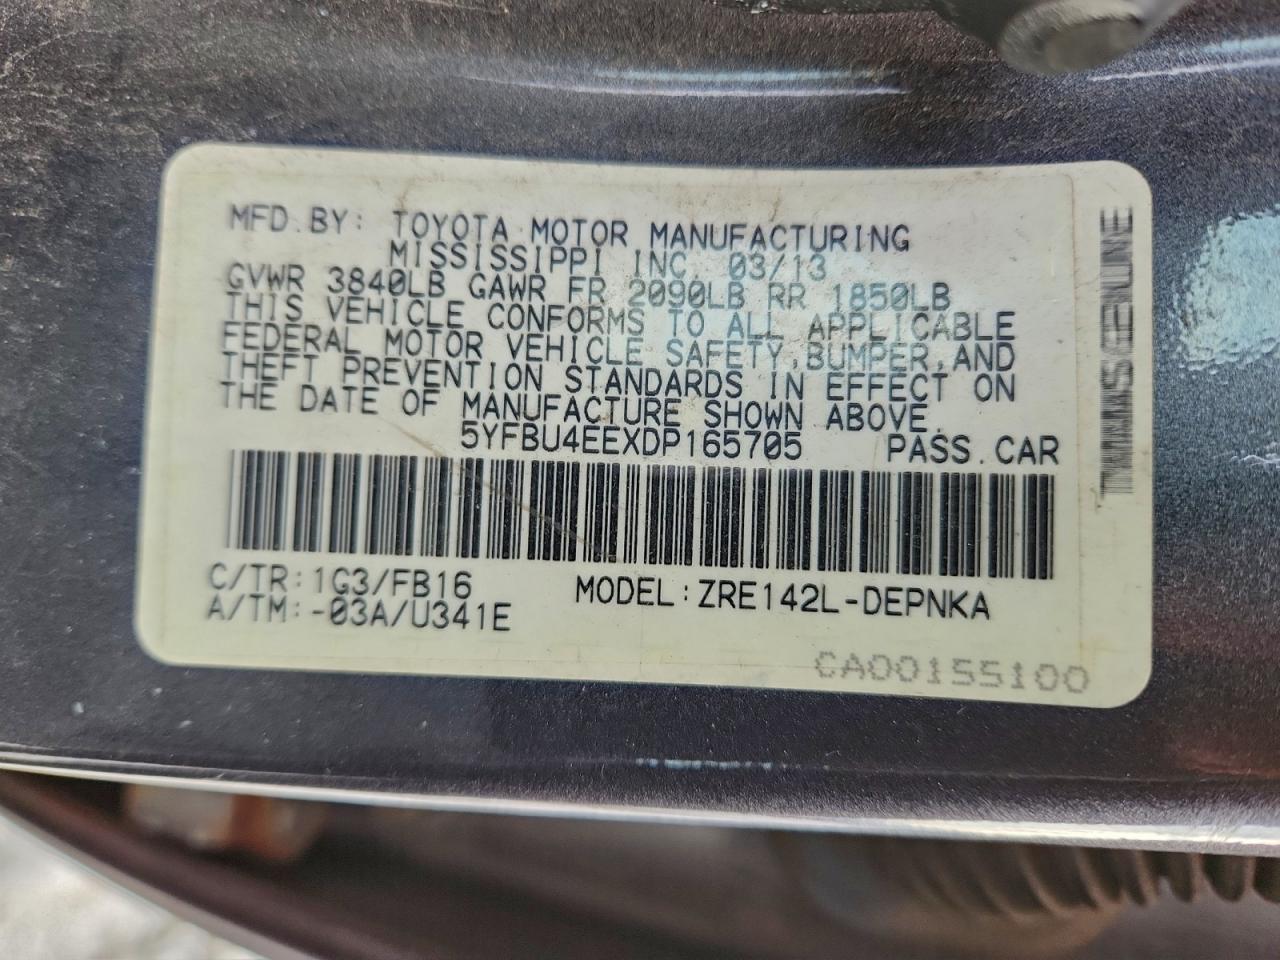 MFD.BY: TOYOTA MOTOR MANUFACTURING
MISSISSIPPI INC. 03/13
GVWR 3840LB GAWR FR 2090LB RR 1850LB
THIS VEHICLE CONFORMS TO ALL APPLICABLE
FEDERAL MOTOR VEHICLE SAFETY,BUMPER,AND
THEFT PREVENTION STANDARDS IN EFFECT ON
THE DATE OF MANUFACTURE SHOWN ABOVE.
5YFBU4EEXDP165705 PASS.CAR
C/TR:1G3/FB16 MODEL:ZRE142L-DEPNKA
A/TM:-03A/U341E
CA00155100